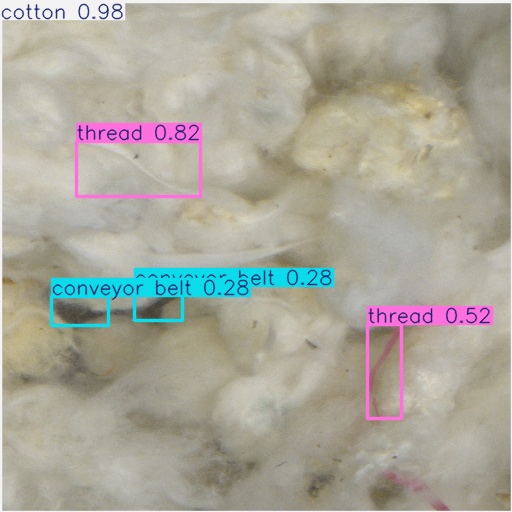 cotton 0.98
thread 0.82
conveyor belt 0.28
conveyor belt 0.28
thread 0.52